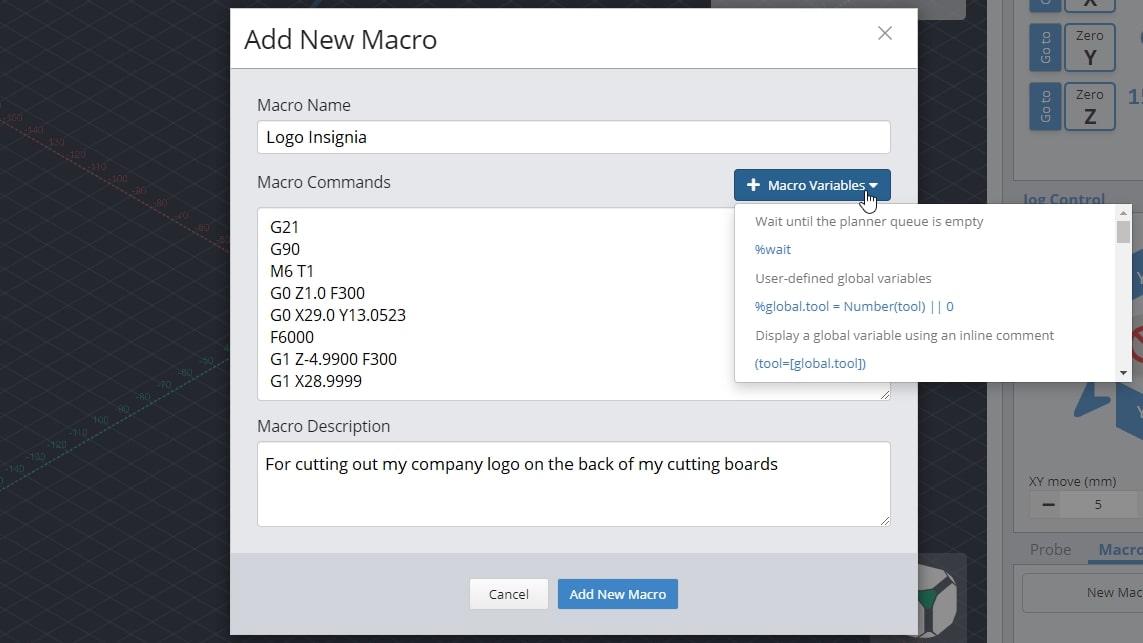 Add New Macro
Macro Name
Logo Insignia
Macro Commands
Macro Variables
G21
G90
M6 T1
G0 Z1.0 F300
G0 X29.0 Y13.0523
F6000
G1 Z-4.9900 F300
G1 X28.9999
Wait until the planner queue is empty
%wait
User-defined global variables
%global.tool = Number(tool) || 0
Display a global variable using an inline comment
(tool=[global.tool])
Macro Description
For cutting out my company logo on the back of my cutting boards
Cancel
Add New Macro
X
Go to
Zero
Y
Go to
Zero
Z
Jog Control
XY move (mm)
5
Probe
Macro
New Mac